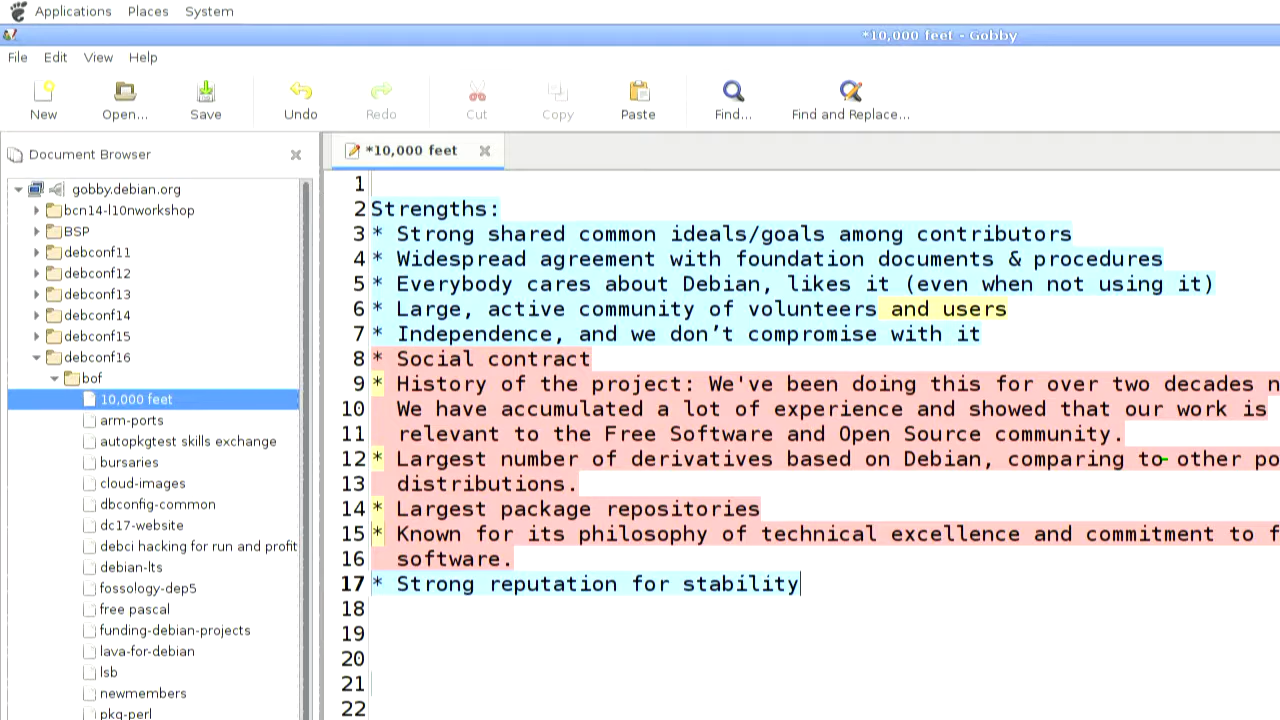 Applications Places System
*10,000 feet - Gobby
File Edit View Help
New Open... Save Undo Redo Cut Copy Paste Find... Find and Replace...
Document Browser
*10,000 feet
gobby.debian.org
bcn14-l10nworkshop
BSP
debconf11
debconf12
debconf13
debconf14
debconf15
debconf16
bof
10,000 feet
arm-ports
autopkgtest skills exchange
bursaries
cloud-images
dbconfig-common
dc17-website
debci hacking for run and profit
debian-lts
fossology-dep5
free pascal
funding-debian-projects
lava-for-debian
lsb
newmembers
pkg-perl
1
2 Strengths:
3 * Strong shared common ideals/goals among contributors
4 * Widespread agreement with foundation documents & procedures
5 * Everybody cares about Debian, likes it (even when not using it)
6 * Large, active community of volunteers and users
7 * Independence, and we don’t compromise with it
8 * Social contract
9 * History of the project: We've been doing this for over two decades n
10 We have accumulated a lot of experience and showed that our work is
11 relevant to the Free Software and Open Source community.
12 * Largest number of derivatives based on Debian, comparing to other po
13 distributions.
14 * Largest package repositories
15 * Known for its philosophy of technical excellence and commitment to f
16 software.
17 * Strong reputation for stability
18
19
20
21
22